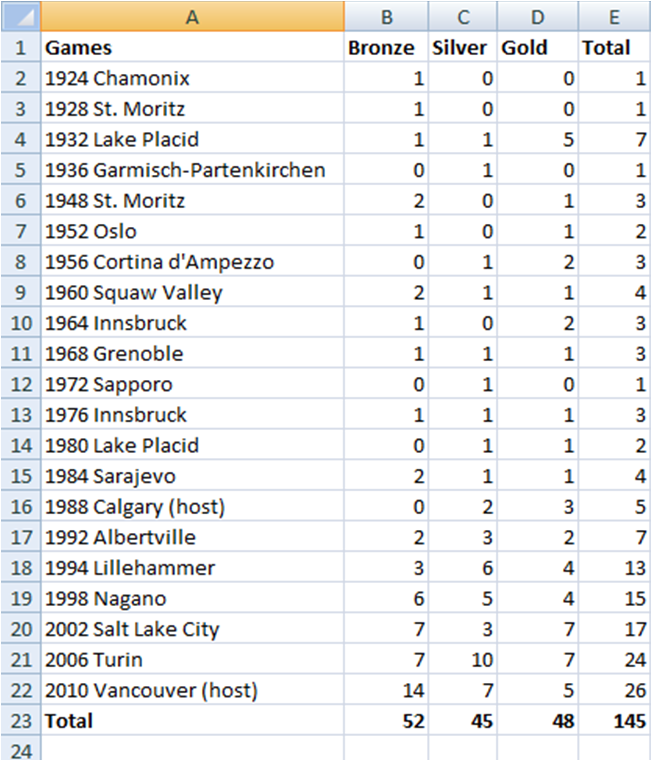 A B C D E
1 Games Bronze Silver Gold Total
2 1924 Chamonix 1 0 0 1
3 1928 St. Moritz 1 0 0 1
4 1932 Lake Placid 1 1 5 7
5 1936 Garmisch-Partenkirchen 0 1 0 1
6 1948 St. Moritz 2 0 1 3
7 1952 Oslo 1 0 1 2
8 1956 Cortina d'Ampezzo 0 1 2 3
9 1960 Squaw Valley 2 1 1 4
10 1964 Innsbruck 1 0 2 3
11 1968 Grenoble 1 1 1 3
12 1972 Sapporo 0 1 0 1
13 1976 Innsbruck 1 1 1 3
14 1980 Lake Placid 0 1 1 2
15 1984 Sarajevo 2 1 1 4
16 1988 Calgary (host) 0 2 3 5
17 1992 Albertville 2 3 2 7
18 1994 Lillehammer 3 6 4 13
19 1998 Nagano 6 5 4 15
20 2002 Salt Lake City 7 3 7 17
21 2006 Turin 7 10 7 24
22 2010 Vancouver (host) 14 7 5 26
23 Total 52 45 48 145
24